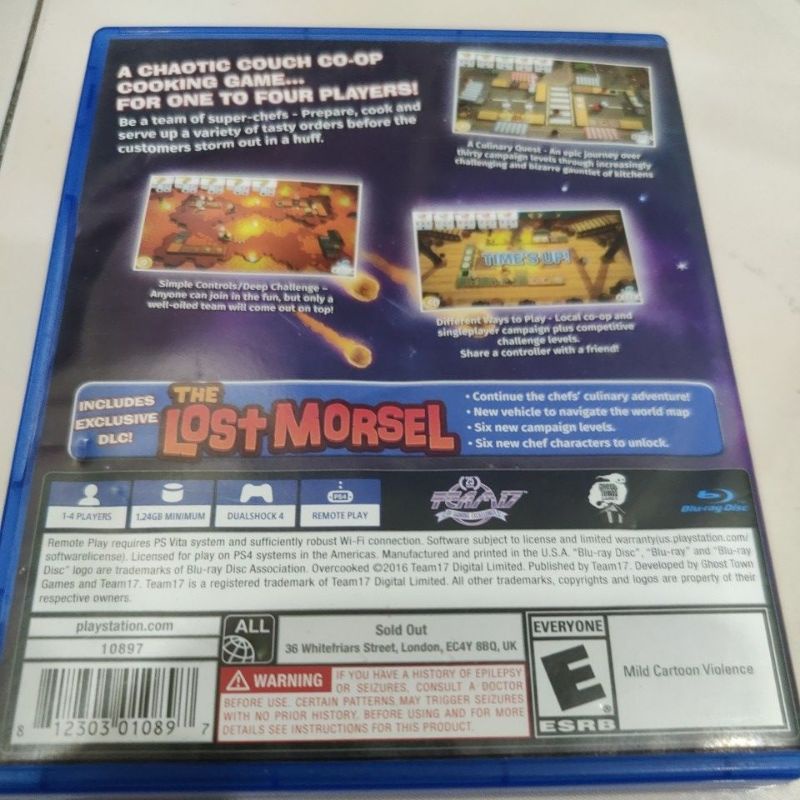 A CHAOTIC COUCH CO-OP
COOKING GAME...
FOR ONE TO FOUR PLAYERS!
Be a team of super-chefs - Prepare, cook and
serve up a variety of tasty orders before the
customers storm out in a huff.
A Culinary Quest - An epic journey over
thirty campaign levels through increasingly
challenging and bizarre gauntlet of kitchens
Simple Controls/Deep Challenge –
Anyone can join in the fun, but only a
well-oiled team will come out on top!
TIME'S UP!
Different Ways to Play - Local co-op and
singleplayer campaign plus competitive
challenge levels.
Share a controller with a friend!
INCLUDES
EXCLUSIVE
DLC!
THE
LOST MORSEL
• Continue the chefs' culinary adventure!
• New vehicle to navigate the world map
• Six new campaign levels.
• Six new chef characters to unlock.
1-4 PLAYERS
1.24GB MINIMUM
DUALSHOCK 4
PS4
REMOTE PLAY
25
TEAM17
Blu-ray Disc
Remote Play requires PS Vita system and sufficiently robust Wi-Fi connection. Software subject to license and limited warranty(us.playstation.com/
softwarelicense). Licensed for play on PS4 systems in the Americas. Manufactured and printed in the U.S.A. "Blu-ray Disc", "Blu-ray" and "Blu-ray
Disc" logo are trademarks of Blu-ray Disc Association. Overcooked ©2016 Team17 Digital Limited. Published by Team17. Developed by Ghost Town
Games and Team17. Team17 is a registered trademark of Team17 Digital Limited. All other trademarks, copyrights and logos are property of their
respective owners.
playstation.com
10897
ALL
Sold Out
36 Whitefriars Street, London, EC4Y 8BQ, UK
WARNING IF YOU HAVE A HISTORY OF EPILEPSY
OR SEIZURES, CONSULT A DOCTOR
BEFORE USE. CERTAIN PATTERNS MAY TRIGGER SEIZURES
WITH NO PRIOR HISTORY. BEFORE USING AND FOR MORE
DETAILS SEE INSTRUCTIONS FOR THIS PRODUCT.
8 12303 01089 7
EVERYONE
E
ESRB
Mild Cartoon Violence